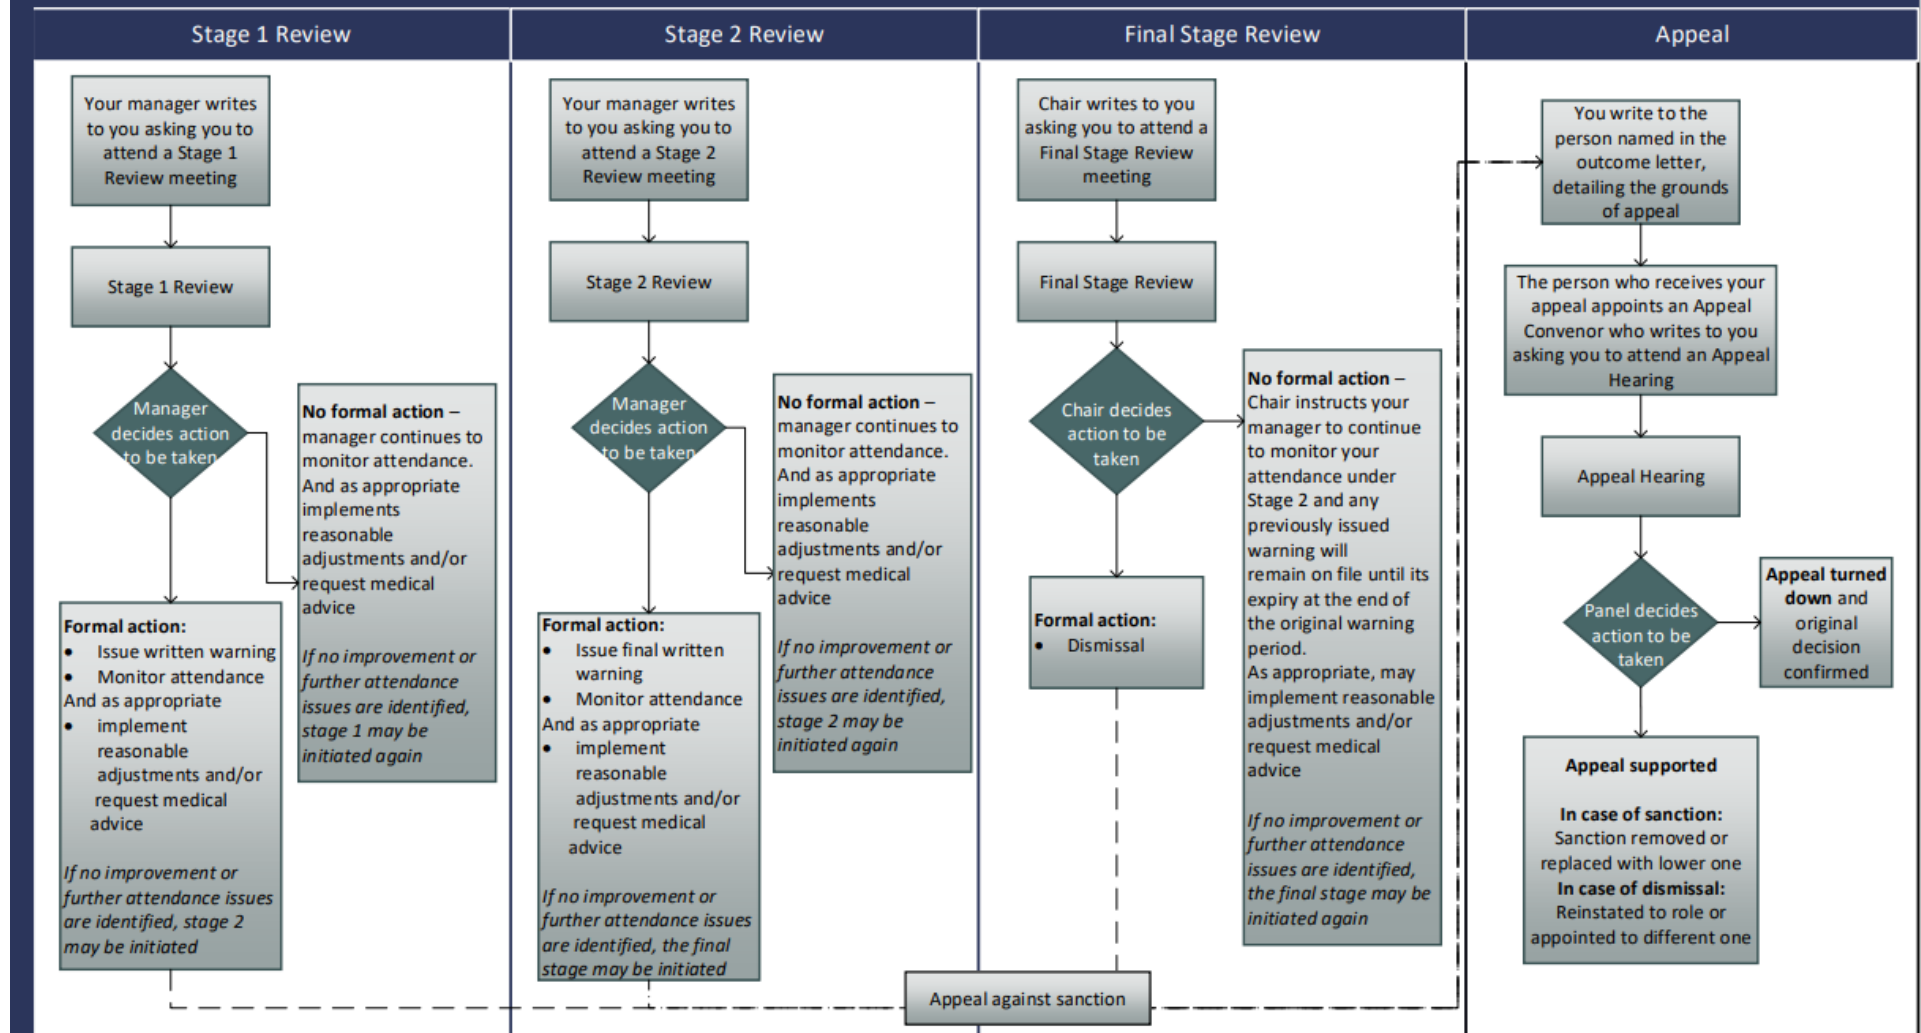 Stage 1 Review
Stage 2 Review
Final Stage Review
Appeal
Your manager writes
to you asking you to
attend a Stage 1
Review meeting
Stage 1 Review
Manager
decides action
to be taken
No formal action –
manager continues to
monitor attendance.
And as appropriate
implements
reasonable
adjustments and/or
request medical
advice
If no improvement or
further attendance
issues are identified,
stage 1 may be
initiated again
Formal action:
• Issue written warning
• Monitor attendance
And as appropriate
• implement
reasonable
adjustments and/or
request medical
advice
If no improvement or
further attendance issues
are identified, stage 2
may be initiated
Your manager writes
to you asking you to
attend a Stage 2
Review meeting
Stage 2 Review
Manager
decides action
to be taken
No formal action –
manager continues to
monitor attendance.
And as appropriate
implements
reasonable
adjustments and/or
request medical
advice
If no improvement or
further attendance
issues are identified,
stage 2 may be
initiated again
Formal action:
• Issue final written
warning
• Monitor attendance
And as appropriate
• implement
reasonable
adjustments and/or
request medical
advice
If no improvement or
further attendance issues
are identified, the final
stage may be initiated
Chair writes to you
asking you to attend a
Final Stage Review
meeting
Final Stage Review
Chair decides
action to be
taken
No formal action –
Chair instructs your
manager to continue
to monitor your
attendance under
Stage 2 and any
previously issued
warning will
remain on file until its
expiry at the end of
the original warning
period.
As appropriate, may
implement reasonable
adjustments and/or
request medical
advice
If no improvement or
further attendance
issues are identified,
the final stage may be
initiated again
Formal action:
• Dismissal
Appeal against sanction
You write to the
person named in the
outcome letter,
detailing the grounds
of appeal
The person who receives your
appeal appoints an Appeal
Convenor who writes to you
asking you to attend an Appeal
Hearing
Appeal Hearing
Panel decides
action to be
taken
Appeal turned
down and
original
decision
confirmed
Appeal supported
In case of sanction:
Sanction removed or
replaced with lower one
In case of dismissal:
Reinstated to role or
appointed to different one